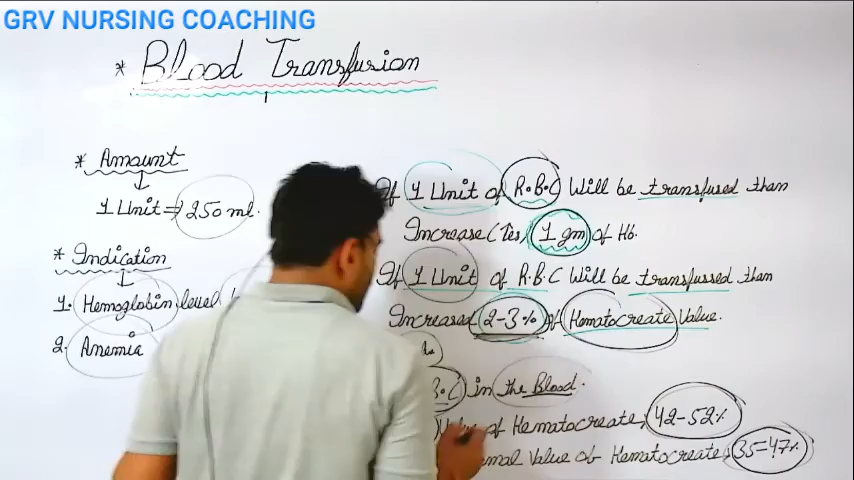 GRV NURSING COACHING
* Blood Transfusion
* Amount
1 Unit ⇒ 250 ml.
* Indication
1. Hemoglobin level
2. Anemia
If 1 Unit of R.B.C Will be transfused than
Increase (Ies) 1 gm of Hb.
If 1 Unit of R.B.C Will be transfussed than
Increased 2-3% of Hematocreate Value.
B.C) in the Blood.
of Hematocreate, 42-52%
Value of Hematocreate, 35=47%